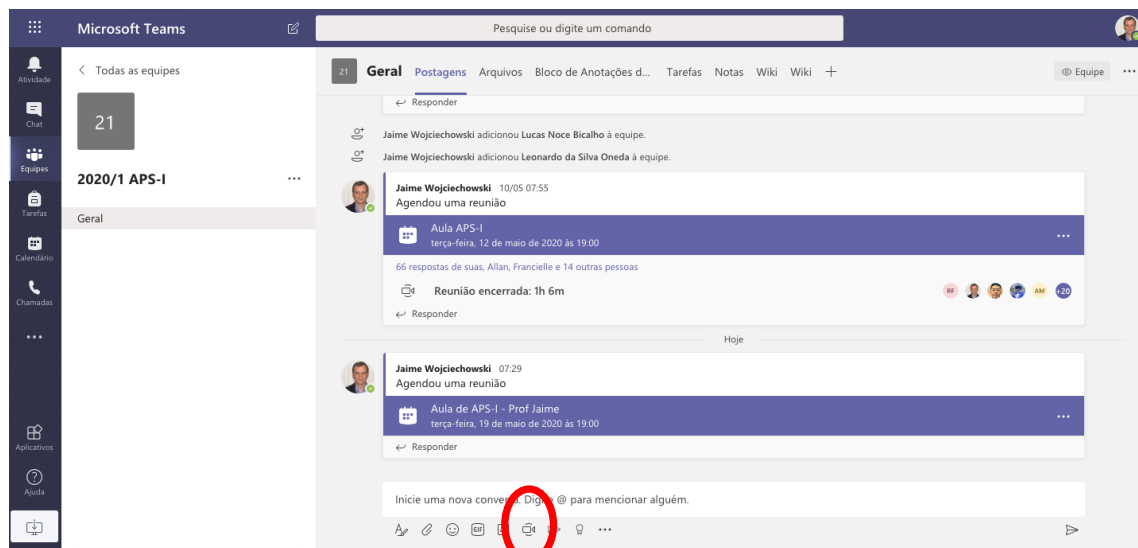 Microsoft Teams
Pesquise ou digite um comando
Atividade
Chat
Equipes
Tarefas
Calendário
Chamadas
Aplicativos
Ajuda
Todas as equipes
21
2020/1 APS-I
Geral
21 Geral Postagens Arquivos Bloco de Anotações d... Tarefas Notas Wiki Wiki
Equipe
Responder
Jaime Wojciechowski adicionou Lucas Noce Bicalho à equipe.
Jaime Wojciechowski adicionou Leonardo da Silva Oneda à equipe.
Jaime Wojciechowski 10/05 07:55
Agendou uma reunião
Aula APS-I
terça-feira, 12 de maio de 2020 às 19:00
66 respostas de suas, Allan, Francielle e 14 outras pessoas
Reunião encerrada: 1h 6m
RF AM +20
Responder
Hoje
Jaime Wojciechowski 07:29
Agendou uma reunião
Aula de APS-I - Prof Jaime
terça-feira, 19 de maio de 2020 às 19:00
Responder
Inicie uma nova conversa. Digite @ para mencionar alguém.
GIF